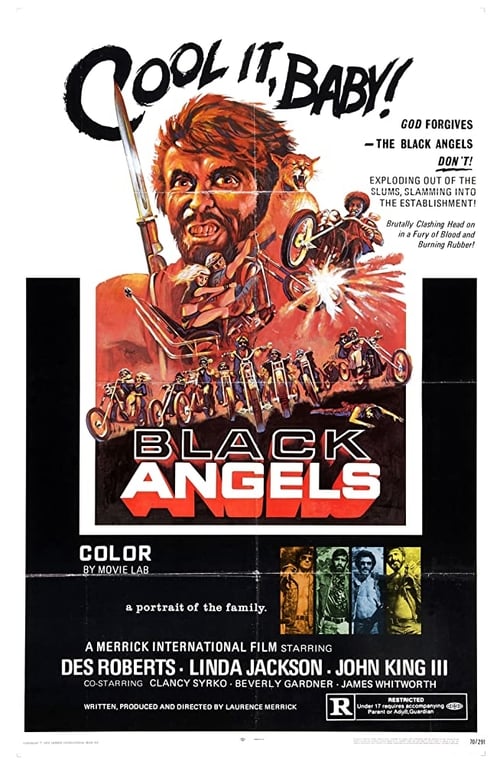 COOL IT, BABY!
GOD FORGIVES
— THE BLACK ANGELS
DON'T!
EXPLODING OUT OF THE
SLUMS, SLAMMING INTO
THE ESTABLISHMENT!
Brutally Clashing Head on
in a Fury of Blood and
Burning Rubber!
BLACK
ANGELS
COLOR
BY MOVIE LAB
a portrait of the family.
A MERRICK INTERNATIONAL FILM STARRING
DES ROBERTS · LINDA JACKSON · JOHN KING III
CO-STARRING CLANCY SYRKO · BEVERLY GARDNER · JAMES WHITWORTH
WRITTEN, PRODUCED AND DIRECTED BY LAURENCE MERRICK
R
RESTRICTED
Under 17 requires accompanying
Parent or Adult Guardian
70/291